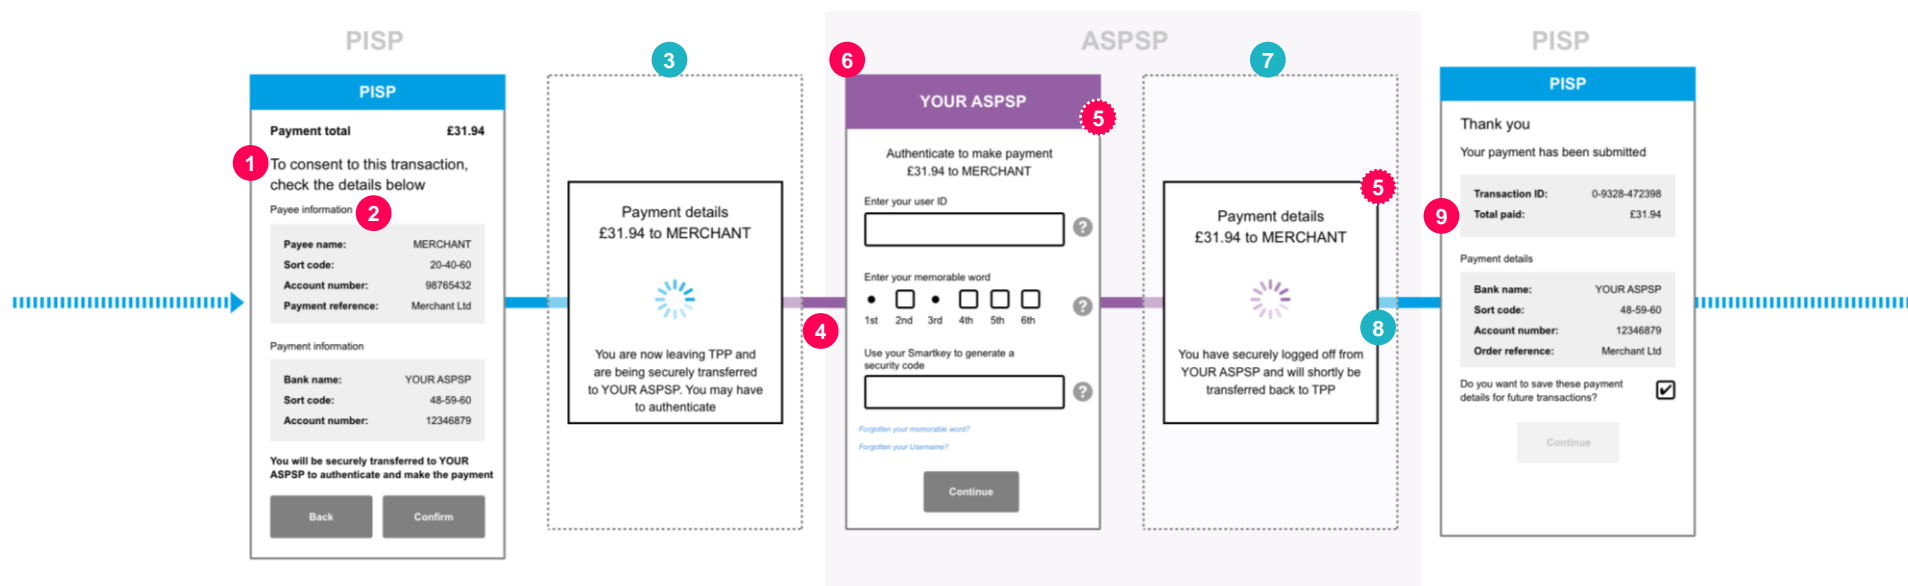 PISP
PISP
Payment total £31.94
1
To consent to this transaction,
check the details below
Payee information
2
Payee name: MERCHANT
Sort code: 20-40-60
Account number: 98765432
Payment reference: Merchant Ltd
Payment information
Bank name: YOUR ASPSP
Sort code: 48-59-60
Account number: 12346879
You will be securely transferred to YOUR
ASPSP to authenticate and make the payment
Back Confirm
3
Payment details
£31.94 to MERCHANT
You are now leaving TPP and
are being securely transferred
to YOUR ASPSP. You may have
to authenticate
4
ASPSP
6
YOUR ASPSP
5
Authenticate to make payment
£31.94 to MERCHANT
Enter your user ID
?
Enter your memorable word
?
1st 2nd 3rd 4th 5th 6th
Use your Smartkey to generate a
security code
?
Forgotten your memorable word?
Forgotten your Username?
Continue
7
5
Payment details
£31.94 to MERCHANT
8
You have securely logged off from
YOUR ASPSP and will shortly be
transferred back to TPP
PISP
PISP
Thank you
Your payment has been submitted
Transaction ID: 0-9328-472398
9
Total paid: £31.94
Payment details
Bank name: YOUR ASPSP
Sort code: 48-59-60
Account number: 12346879
Order reference: Merchant Ltd
Do you want to save these payment
details for future transactions?
Continue